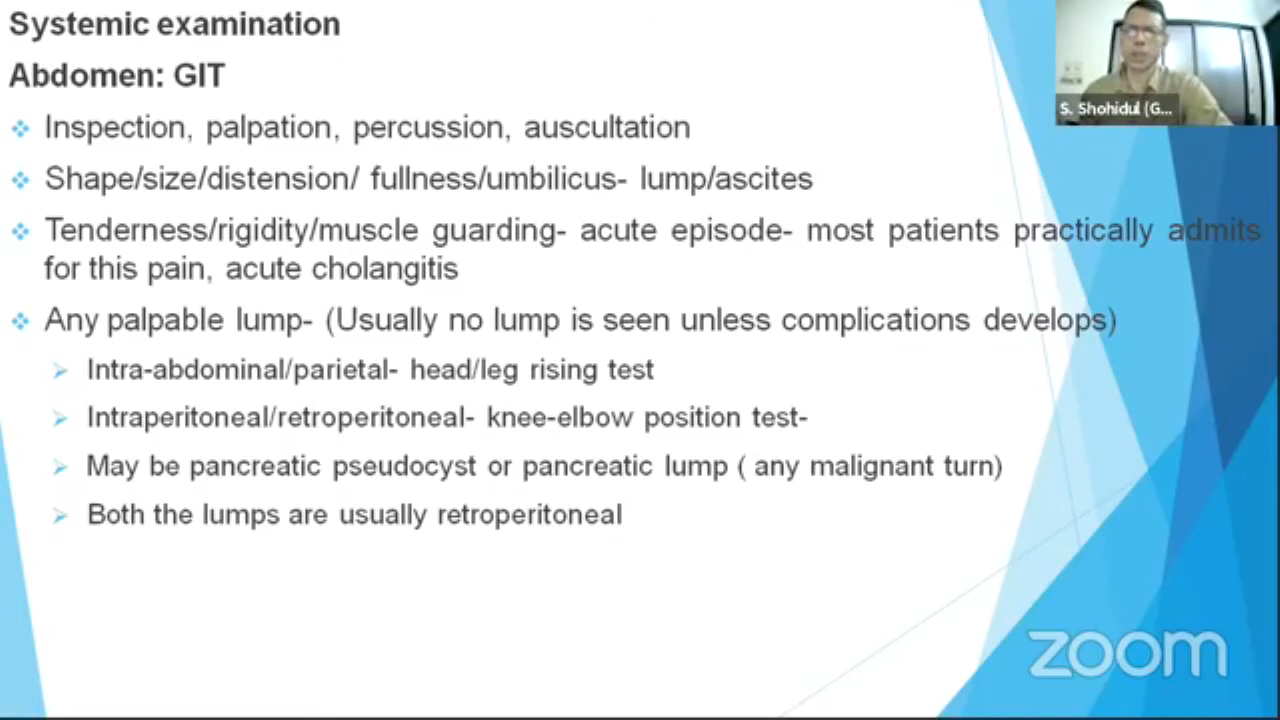 Systemic examination
Abdomen: GIT
Inspection, palpation, percussion, auscultation
Shape/size/distension/ fullness/umbilicus- lump/ascites
Tenderness/rigidity/muscle guarding- acute episode- most patients practically admits
for this pain, acute cholangitis
Any palpable lump- (Usually no lump is seen unless complications develops)
Intra-abdominal/parietal- head/leg rising test
Intraperitoneal/retroperitoneal- knee-elbow position test-
May be pancreatic pseudocyst or pancreatic lump ( any malignant turn)
Both the lumps are usually retroperitoneal
S. Shohidul (G...
zoom